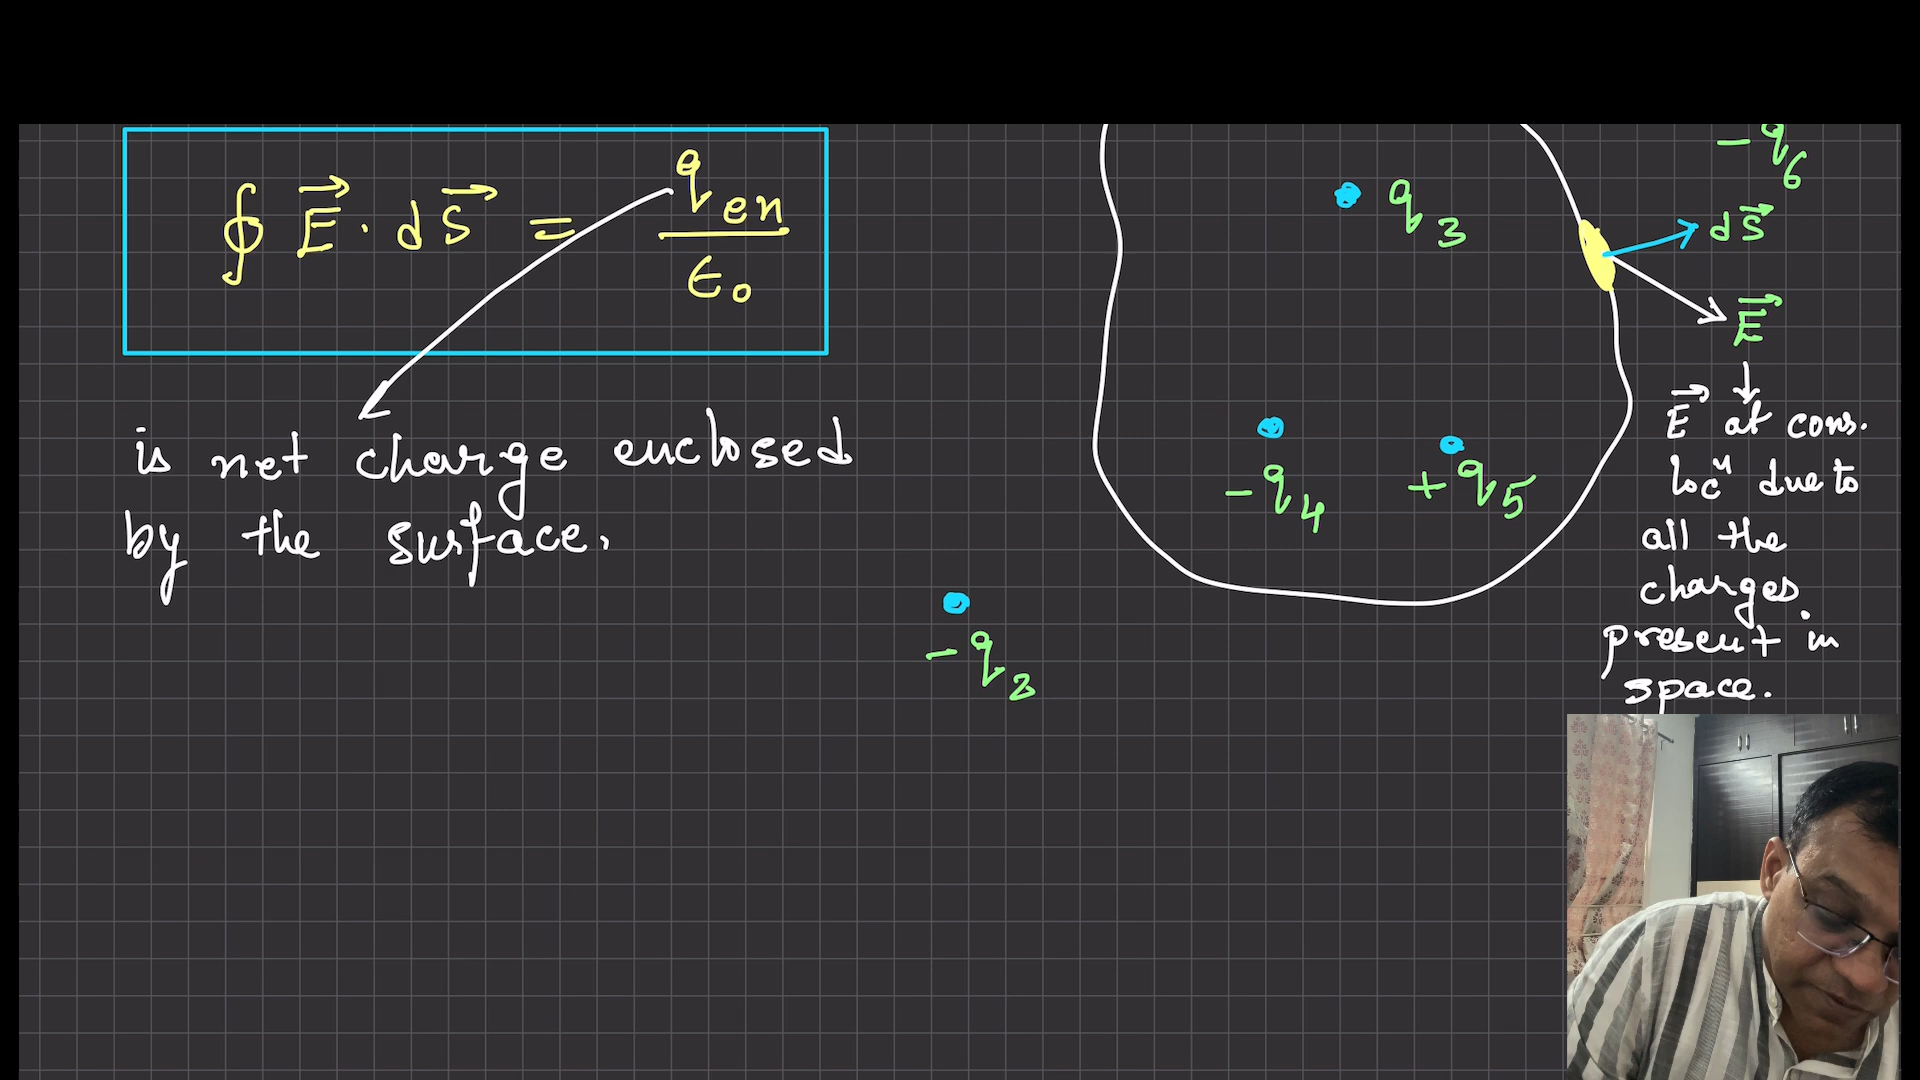 ∮ E⃗ · dS⃗ = qen / ϵ₀
is net charge enclosed
by the surface.
q₃
-q₄
+q₅
-q₂
-q₆
dS⃗
E⃗
E⃗ at cons.
locⁿ due to
all the
charges
present in
space.